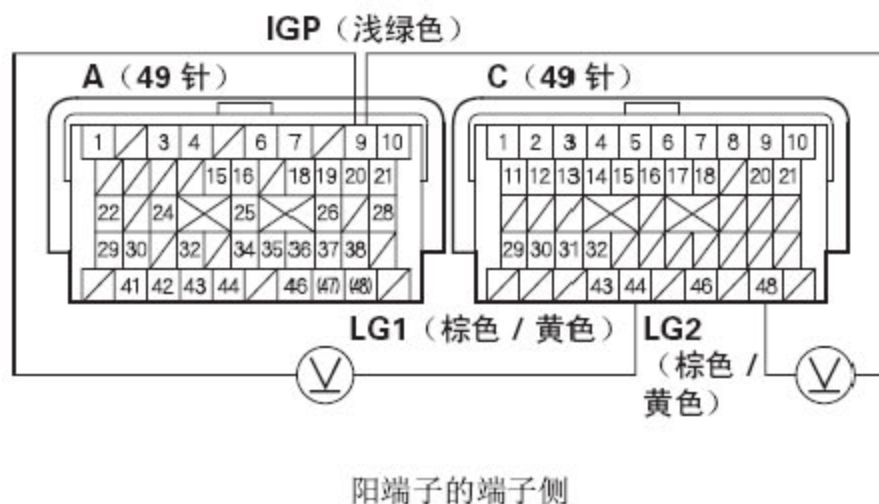 IGP（浅绿色）
A（49 针） C（49 针）
1 3 4 6 7 9 10 1 2 3 4 5 6 7 8 9 10
15 16 18 19 20 21 11 12 13 14 15 16 17 18 20 21
22 24 25 26 28
29 30 32 34 35 36 37 38 29 30 31 32
41 42 43 44 46 (47) (48) 43 44 46 48
LG1（棕色 / 黄色） LG2
（棕色 /
黄色）
V V
阳端子的端子侧